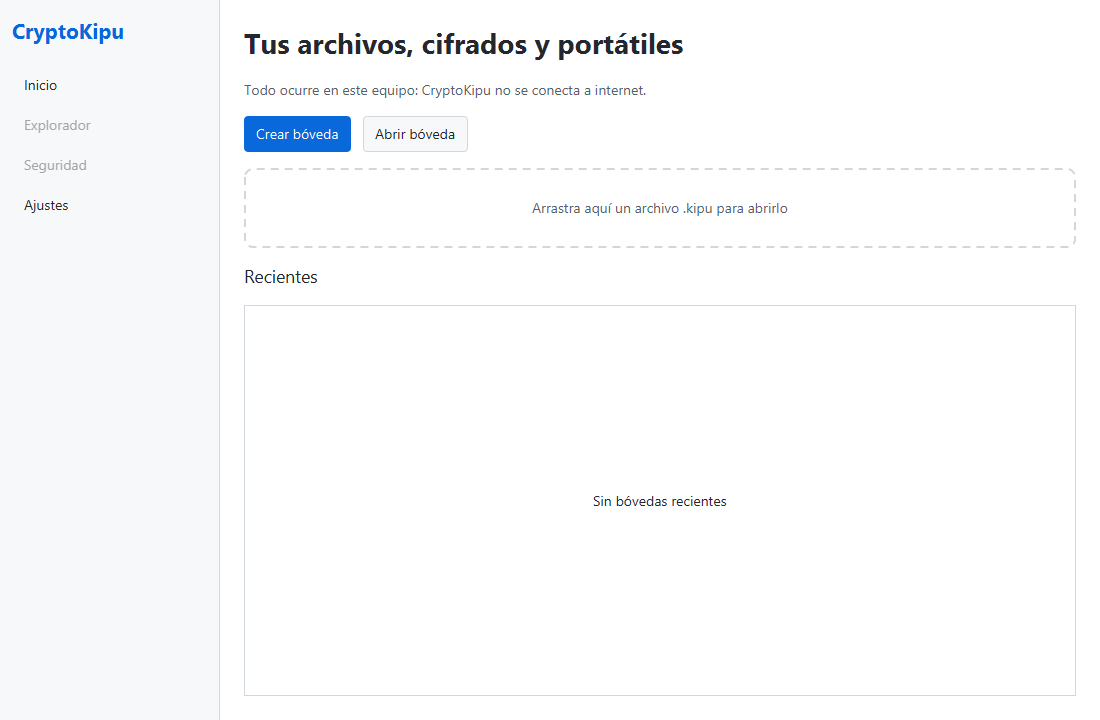 CryptoKipu
Inicio
Explorador
Seguridad
Ajustes
Tus archivos, cifrados y portátiles
Todo ocurre en este equipo: CryptoKipu no se conecta a internet.
Crear bóveda
Abrir bóveda
Arrastra aquí un archivo .kipu para abrirlo
Recientes
Sin bóvedas recientes